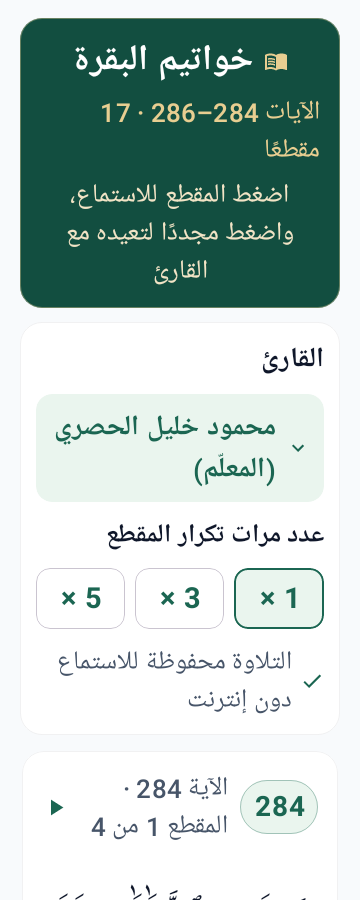 خواتيم البقرة
الآيات 284–286 · 17
مقطعًا
اضغط المقطع للاستماع،
واضغط مجددًا لتعيده مع
القارئ
القارئ
محمود خليل الحصري
(المعلّم)
عدد مرات تكرار المقطع
1 ×
3 ×
5 ×
التلاوة محفوظة للاستماع
دون إنترنت
284
الآية 284 ·
المقطع 1 من 4